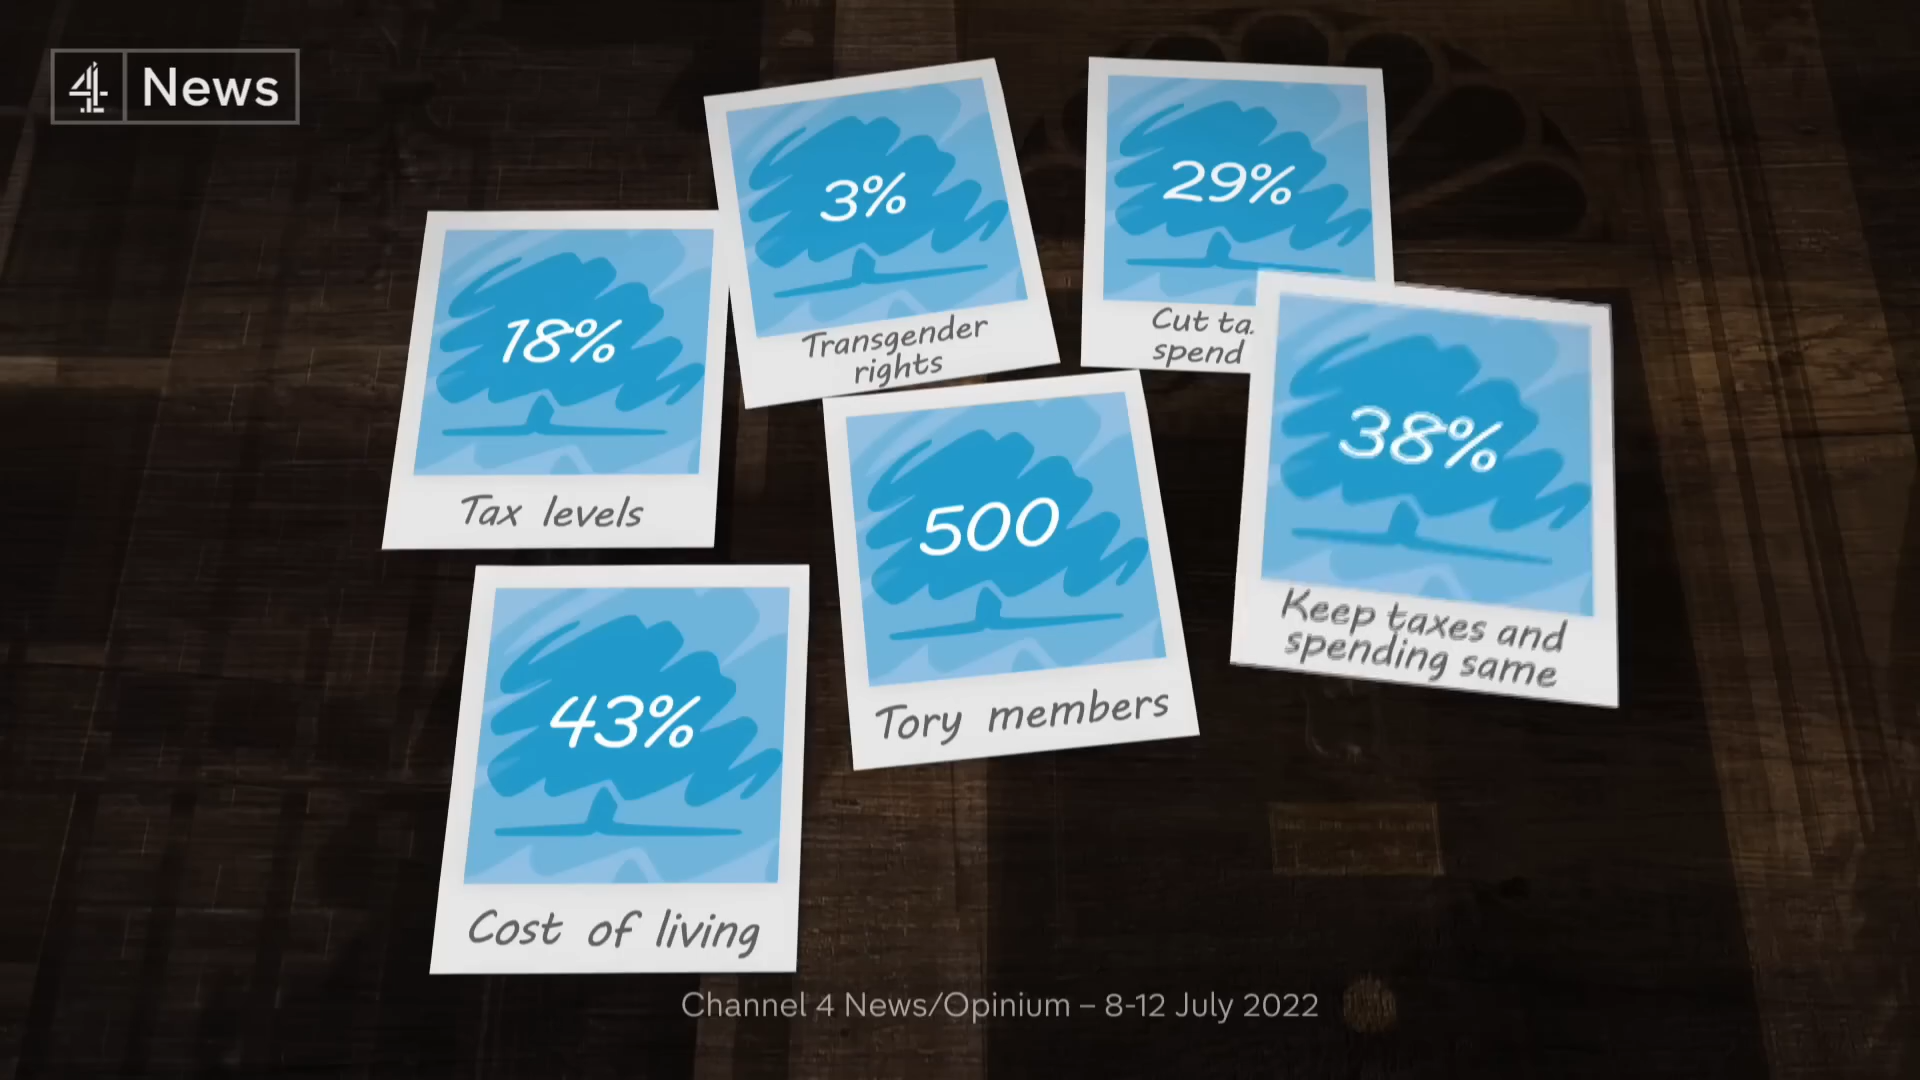 4 News
3%
Transgender
rights
29%
Cut
spend
18%
Tax levels
38%
Keep taxes and
spending same
500
Tory members
43%
Cost of living
Channel 4 News/Opinium – 8-12 July 2022